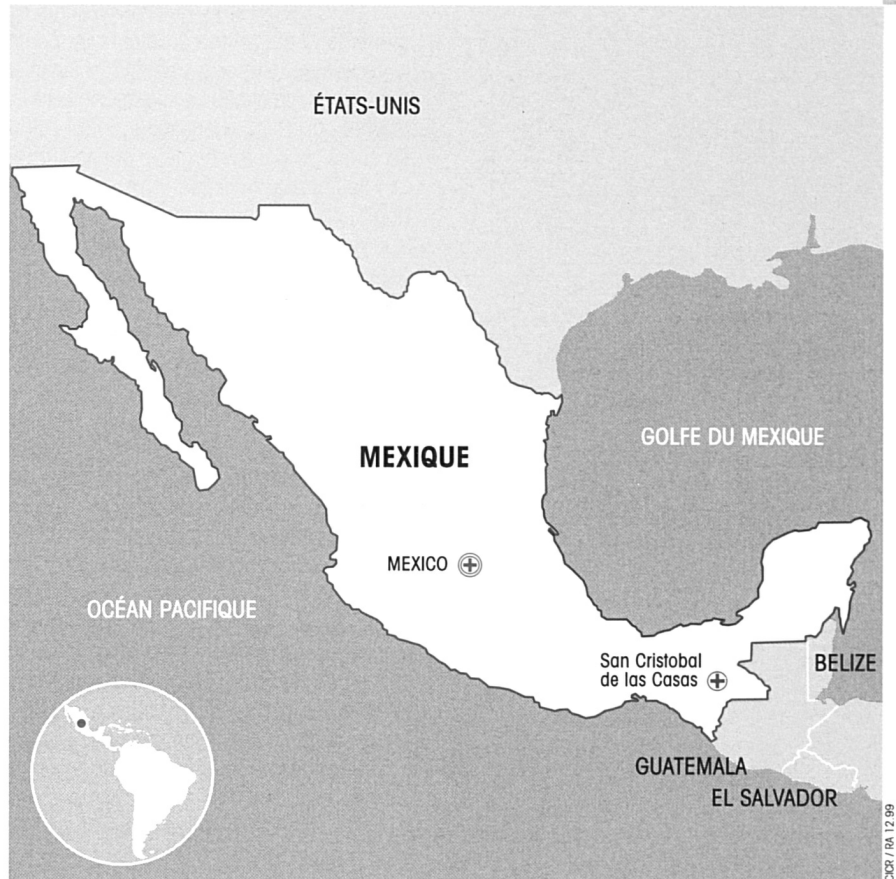 ÉTATS-UNIS
MEXIQUE
GOLFE DU MEXIQUE
MEXICO
OCÉAN PACIFIQUE
San Cristobal
de las Casas
BELIZE
GUATEMALA
EL SALVADOR
CICR / RA 12.99